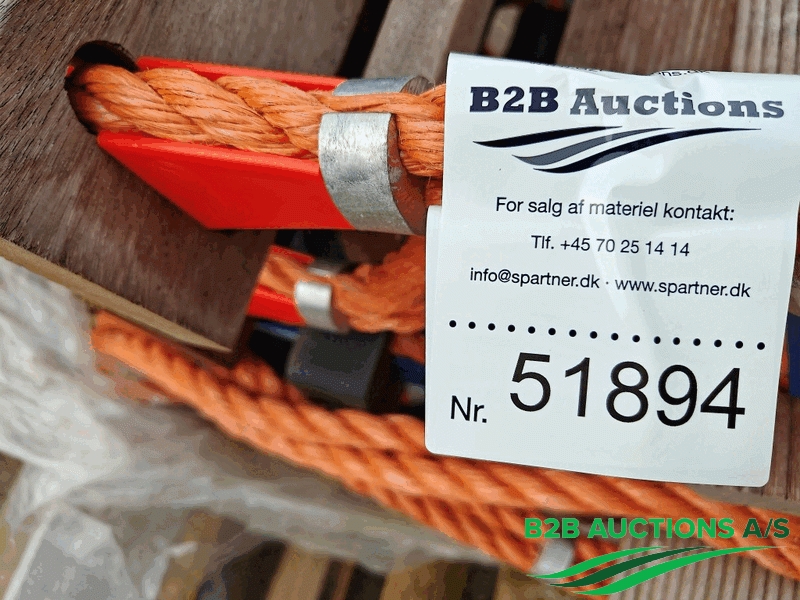 B2B Auctions
For salg af materiel kontakt:
Tlf. +45 70 25 14 14
info@spartner.dk · www.spartner.dk
Nr. 51894
B2B AUCTIONS A/S